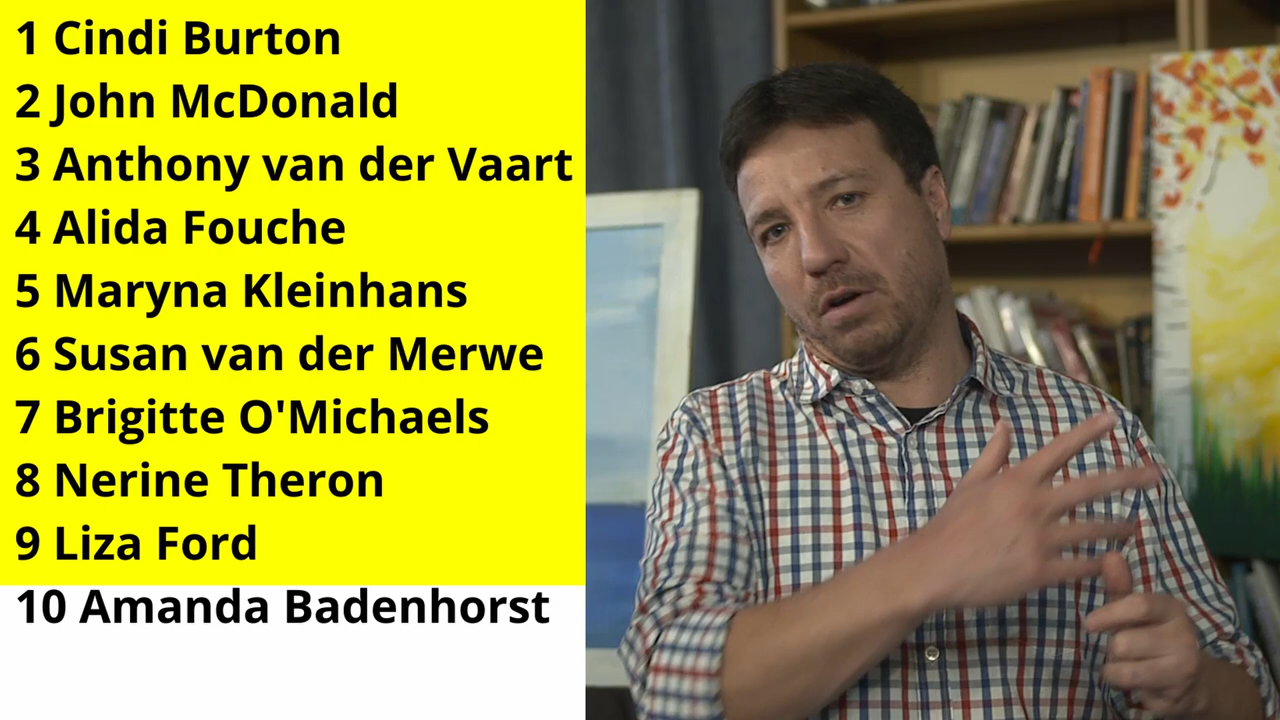 1 Cindi Burton
2 John McDonald
3 Anthony van der Vaart
4 Alida Fouche
5 Maryna Kleinhans
6 Susan van der Merwe
7 Brigitte O'Michaels
8 Nerine Theron
9 Liza Ford
10 Amanda Badenhorst